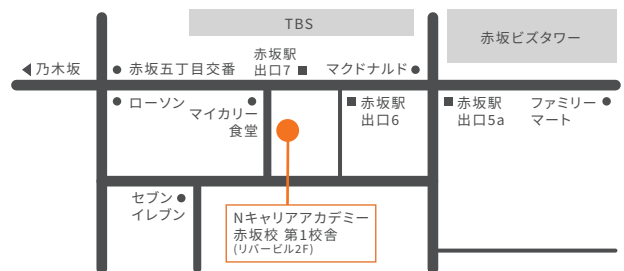 TBS
赤坂ビズタワー
乃木坂
赤坂五丁目交番
赤坂駅
出口7
マクドナルド
ローソン
マイカリー
食堂
赤坂駅
出口6
赤坂駅
出口5a
ファミリー
マート
セブン
イレブン
Nキャリアアカデミー
赤坂校 第1校舎
(リバービル2F)